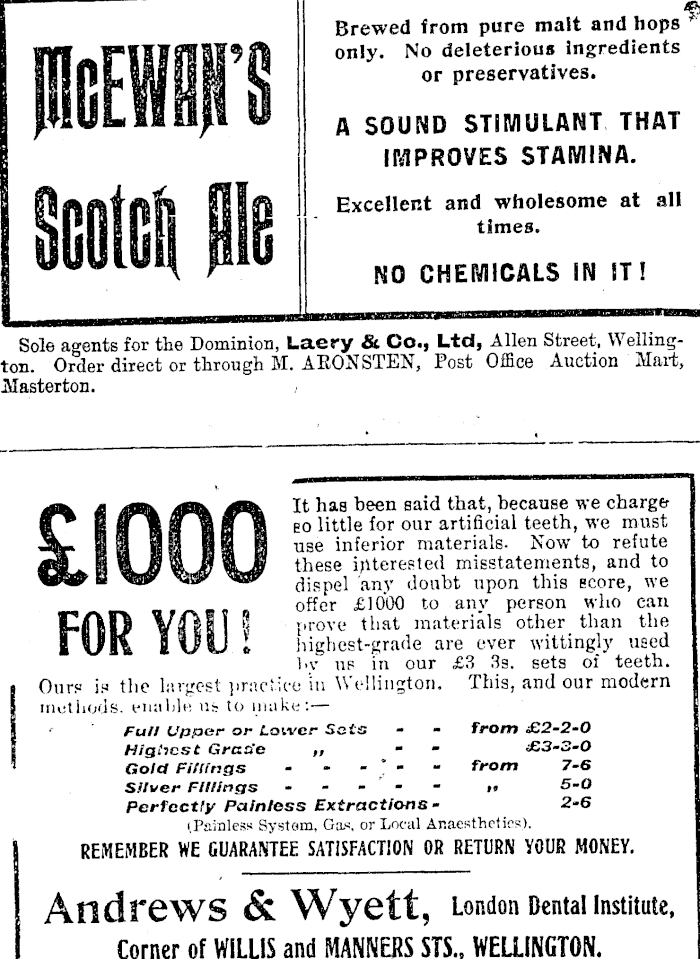 McEWAN'S
Scotch Ale
Brewed from pure malt and hops
only. No deleterious ingredients
or preservatives.
A SOUND STIMULANT THAT
IMPROVES STAMINA.
Excellent and wholesome at all
times.
NO CHEMICALS IN IT!
Sole agents for the Dominion, Laery & Co., Ltd, Allen Street, Welling-
ton. Order direct or through M. ARONSTEN, Post Office Auction Mart,
Masterton.
£1000
FOR YOU!
It has been said that, because we charge
so little for our artificial teeth, we must
use inferior materials. Now to refute
these interested misstatements, and to
dispel any doubt upon this score, we
offer £1000 to any person who can
prove that materials other than the
highest-grade are ever wittingly used
by us in our £3 3s. sets of teeth.
Ours is the largest practice in Wellington. This, and our modern
methods, enable us to make:—
Full Upper or Lower Sets - - from £2-2-0
Highest Grade „ - - £3-3-0
Gold Fillings - - - - - from 7-6
Silver Fillings - - - - - „ 5-0
Perfectly Painless Extractions - 2-6
(Painless System, Gas, or Local Anaesthetics).
REMEMBER WE GUARANTEE SATISFACTION OR RETURN YOUR MONEY.
Andrews & Wyett, London Dental Institute,
Corner of WILLIS and MANNERS STS., WELLINGTON.